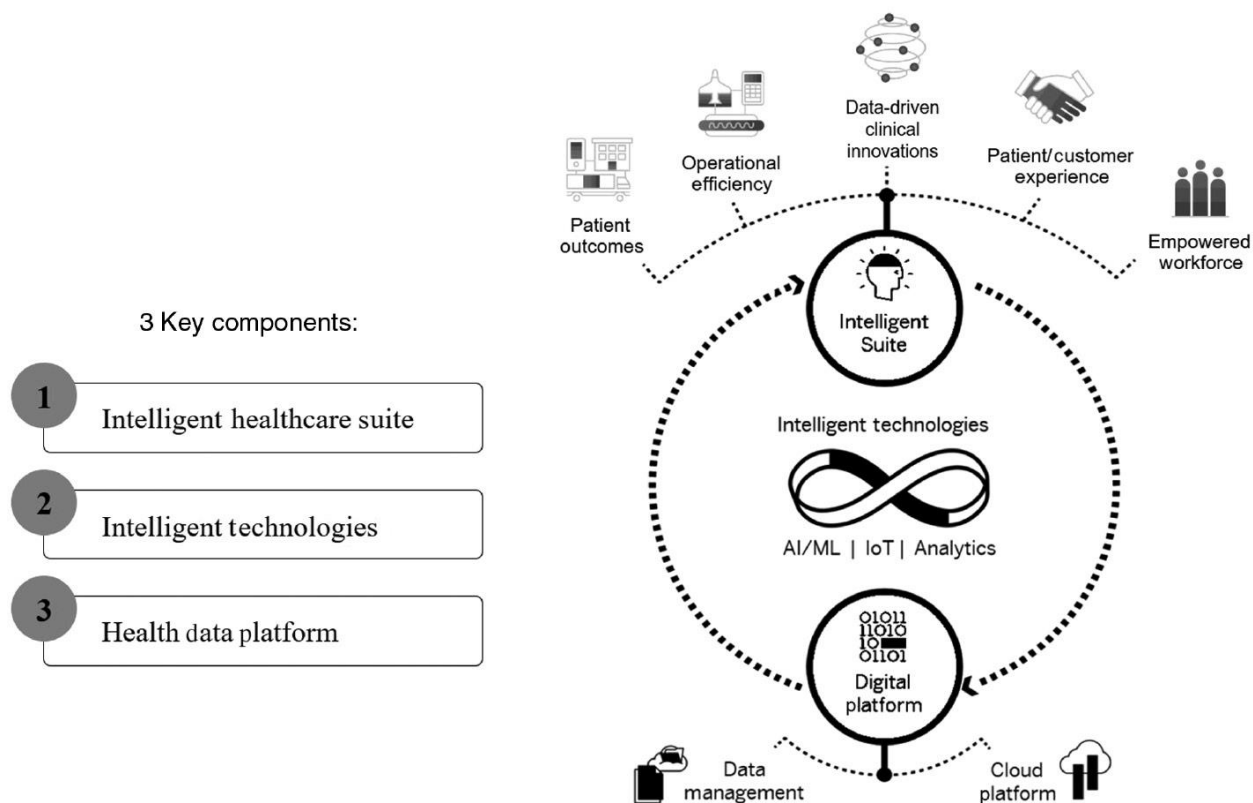 3 Key components:
1
Intelligent healthcare suite
2
Intelligent technologies
3
Health data platform
Patient
outcomes
Operational
efficiency
Data-driven
clinical
innovations
Patient/customer
experience
Empowered
workforce
Intelligent
Suite
Intelligent technologies
AI/ML | IoT | Analytics
01011
11010
10
01101
Digital
platform
Data
management
Cloud
platform